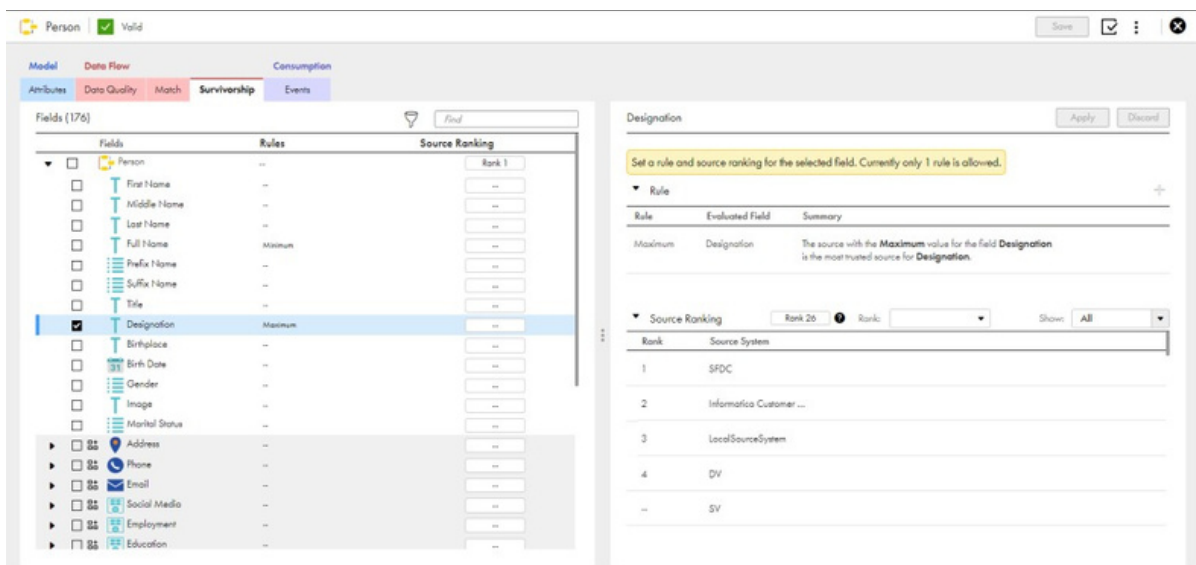 Person Valid Save
Model Data Flow Consumption
Attributes Data Quality Match Survivorship Events
Fields (176) Find
Fields Rules Source Ranking
Person -- Rank 1
First Name -- --
Middle Name -- --
Last Name -- --
Full Name Minimum --
Prefix Name -- --
Suffix Name -- --
Title -- --
Designation Maximum --
Birthplace -- --
31 Birth Date -- --
Gender -- --
Image -- --
Marital Status -- --
Address -- --
Phone -- --
Email -- --
Social Media -- --
Employment -- --
Education -- --
Designation Apply Discard
Set a rule and source ranking for the selected field. Currently only 1 rule is allowed.
Rule
Rule Evaluated Field Summary
Maximum Designation The source with the Maximum value for the field Designation
is the most trusted source for Designation.
Source Ranking Rank 26 ? Rank: Show: All
Rank Source System
1 SFDC
2 Informatica Customer ...
3 LocalSourceSystem
4 DV
-- SV